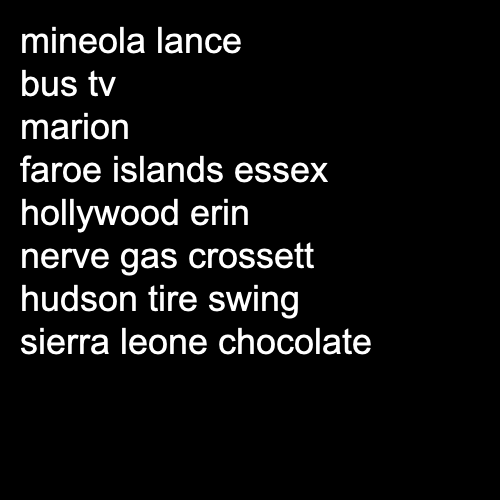 mineola lance
bus tv
marion
faroe islands essex
hollywood erin
nerve gas crossett
hudson tire swing
sierra leone chocolate